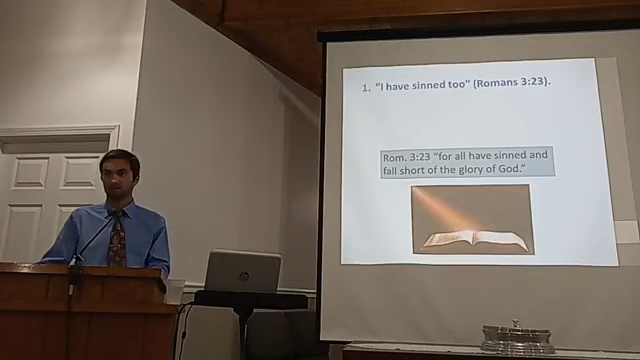 1. “I have sinned too” (Romans 3:23).
Rom. 3:23 “for all have sinned and
fall short of the glory of God.”